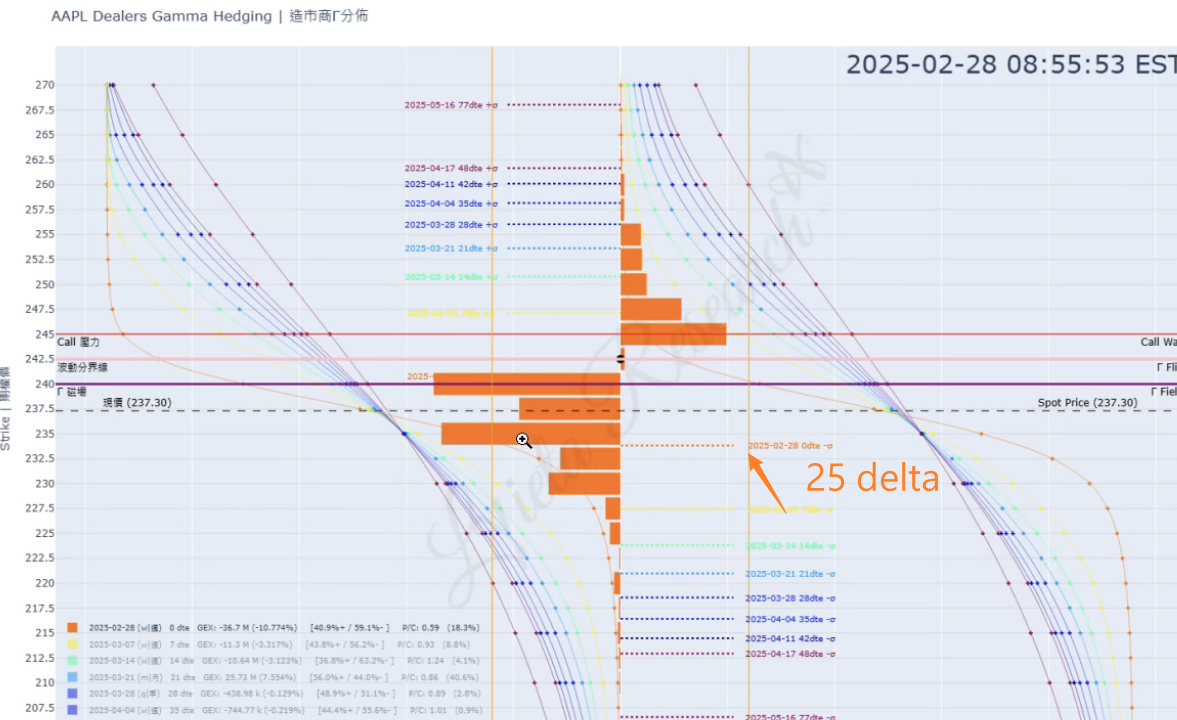 AAPL Dealers Gamma Hedging | 造市商Γ分佈
2025-02-28 08:55:53 EST
270
267.5
265
262.5
260
257.5
255
252.5
250
247.5
245
242.5
240
237.5
235
232.5
230
227.5
225
222.5
220
217.5
215
212.5
210
207.5
Strike |
2025-05-16 77dte +σ
2025-04-17 48dte +σ
2025-04-11 42dte +σ
2025-04-04 35dte +σ
2025-03-28 28dte +σ
2025-03-21 21dte +σ
2025-03-14 14dte +σ
2025-03-07 7dte +σ
Call 壓力
Call Wa
波動分界線
Γ Fli
2025-
Γ 磁場
Γ Fiel
現價 (237.30)
Spot Price (237.30)
2025-02-28 0dte -σ
25 delta
2025-03-14 14dte -σ
2025-03-21 21dte -σ
2025-03-28 28dte -σ
2025-04-04 35dte -σ
2025-04-11 42dte -σ
2025-04-17 48dte -σ
2025-05-16 77dte -σ
2025-02-28 (w|週) 0 dte GEX: -36.7 M (-10.774%) [40.9%+ / 59.1%- ] P/C: 0.59 (18.3%)
2025-03-07 (w|週) 7 dte GEX: -11.3 M (-3.317%) [43.8%+ / 56.2%- ] P/C: 0.93 (8.8%)
2025-03-14 (w|週) 14 dte GEX: -10.64 M (-3.123%) [36.8%+ / 63.2%- ] P/C: 1.24 (4.1%)
2025-03-21 (m|月) 21 dte GEX: 25.73 M (7.554%) [56.0%+ / 44.0%- ] P/C: 0.86 (40.6%)
2025-03-28 (q|季) 28 dte GEX: -438.98 k (-0.129%) [48.9%+ / 51.1%- ] P/C: 0.89 (2.8%)
2025-04-04 (w|週) 35 dte GEX: -744.77 k (-0.219%) [44.4%+ / 55.6%- ] P/C: 1.01 (0.9%)